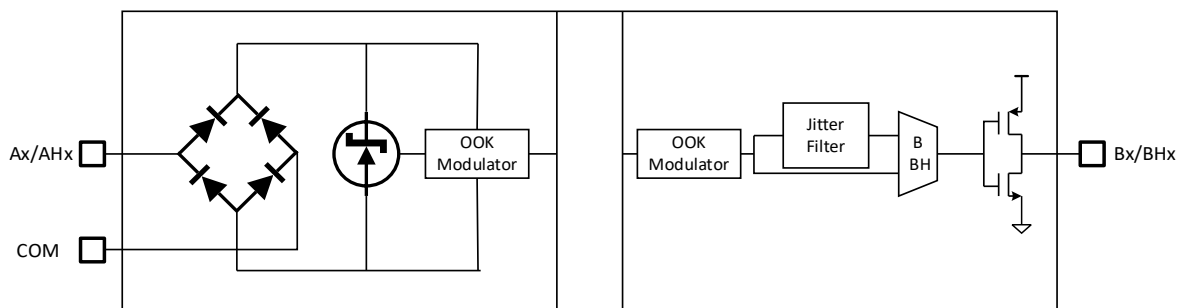 Ax/AHx
COM
OOK
Modulator
OOK
Modulator
Jitter
Filter
B
BH
Bx/BHx